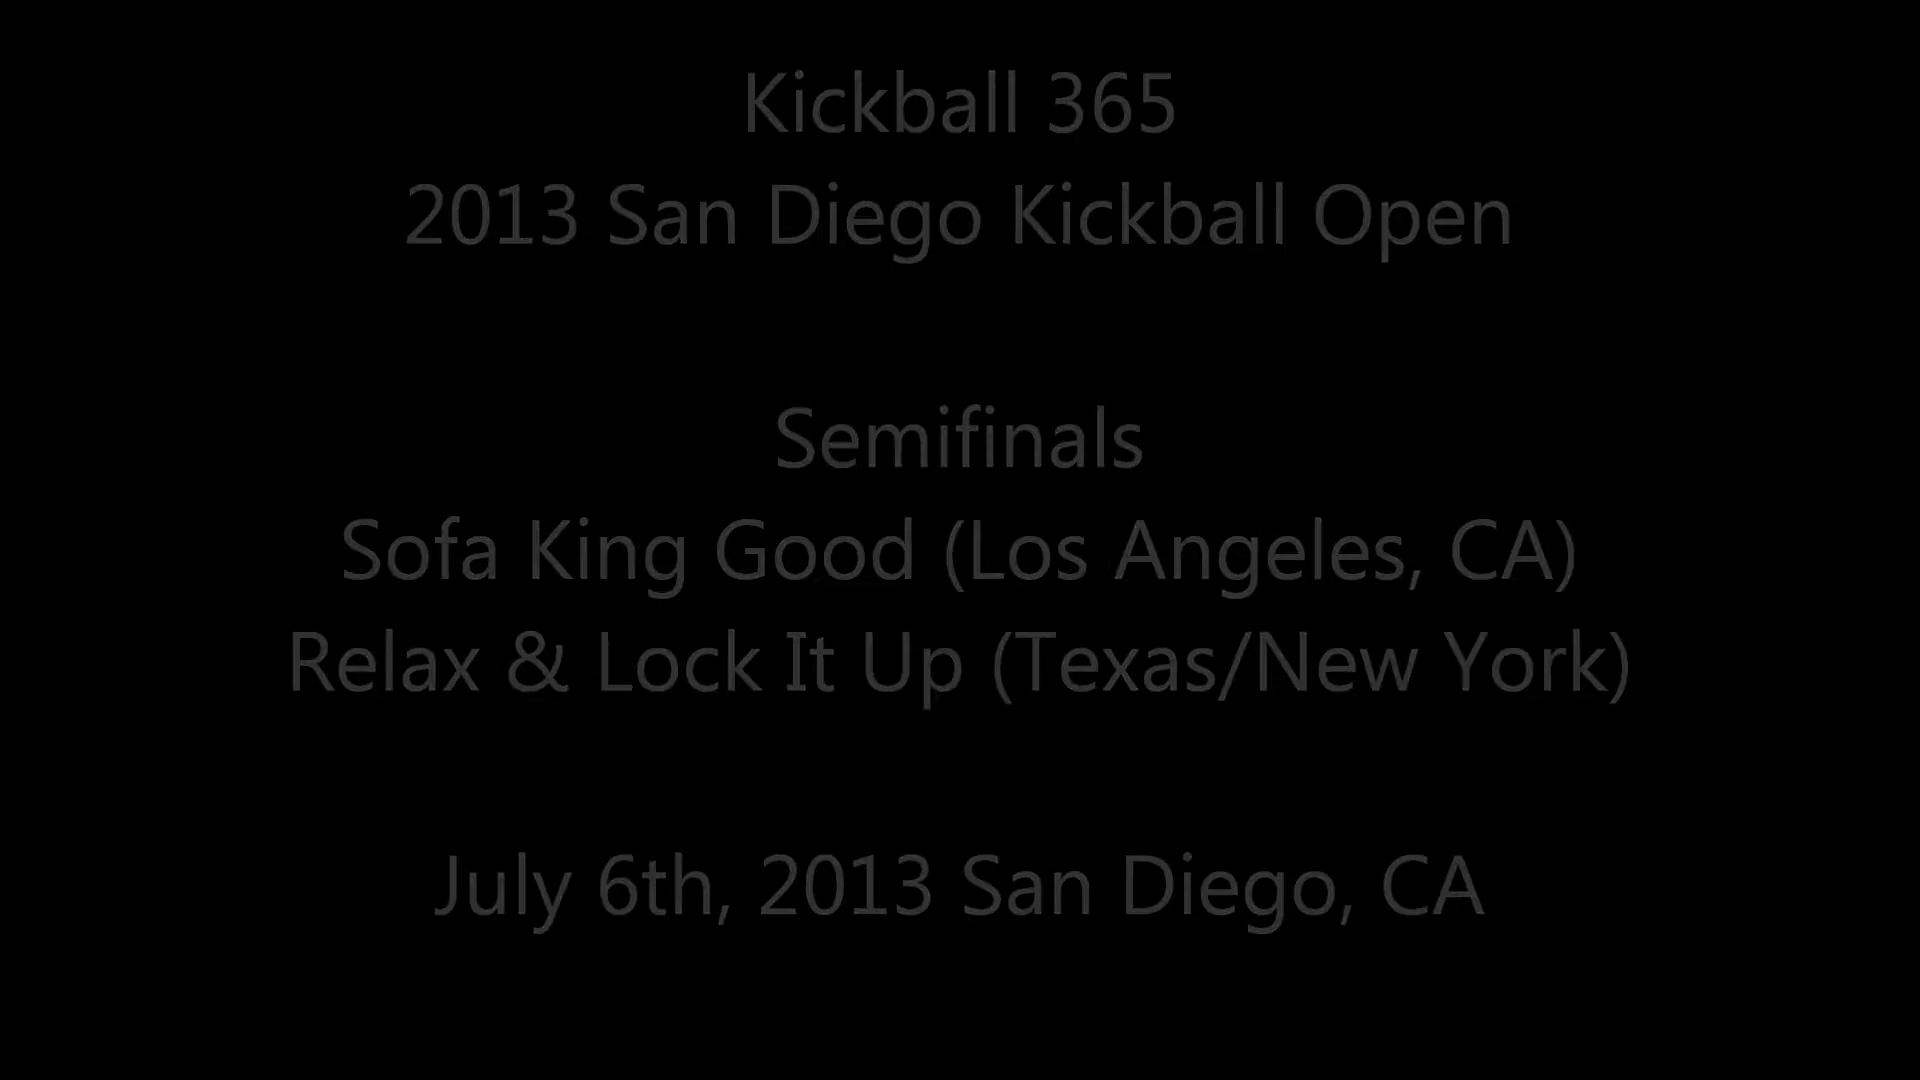 Kickball 365
2013 San Diego Kickball Open
Semifinals
Sofa King Good (Los Angeles, CA)
Relax & Lock It Up (Texas/New York)
July 6th, 2013 San Diego, CA